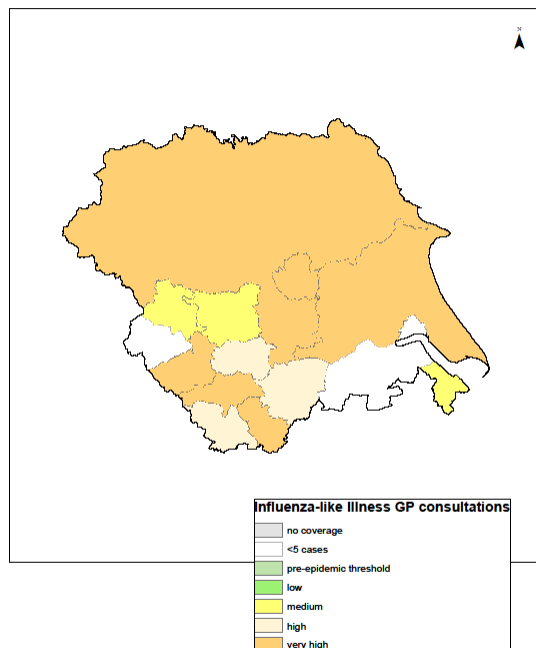 N
Influenza-like Illness GP consultations
no coverage
<5 cases
pre-epidemic threshold
low
medium
high
very high